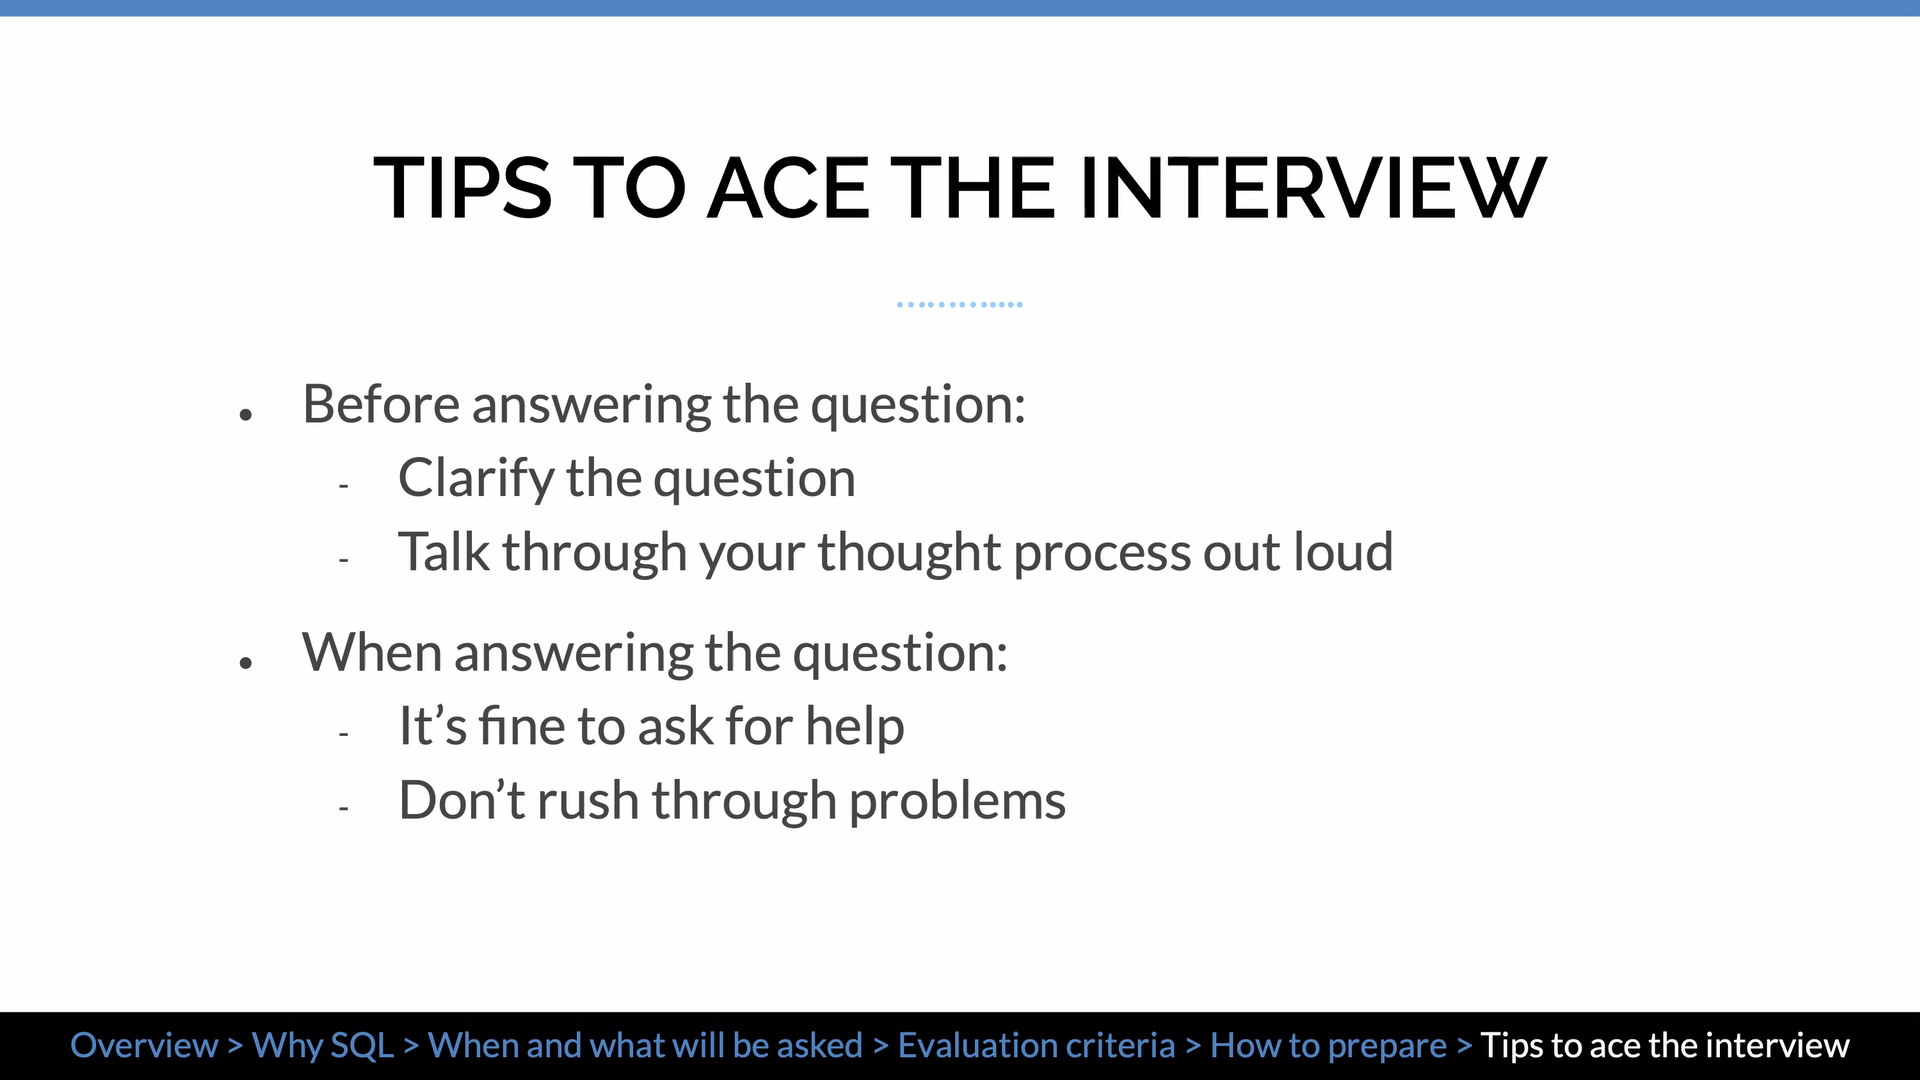 TIPS TO ACE THE INTERVIEW
• Before answering the question:
- Clarify the question
- Talk through your thought process out loud
• When answering the question:
- It’s fine to ask for help
- Don’t rush through problems
Overview > Why SQL > When and what will be asked > Evaluation criteria > How to prepare > Tips to ace the interview